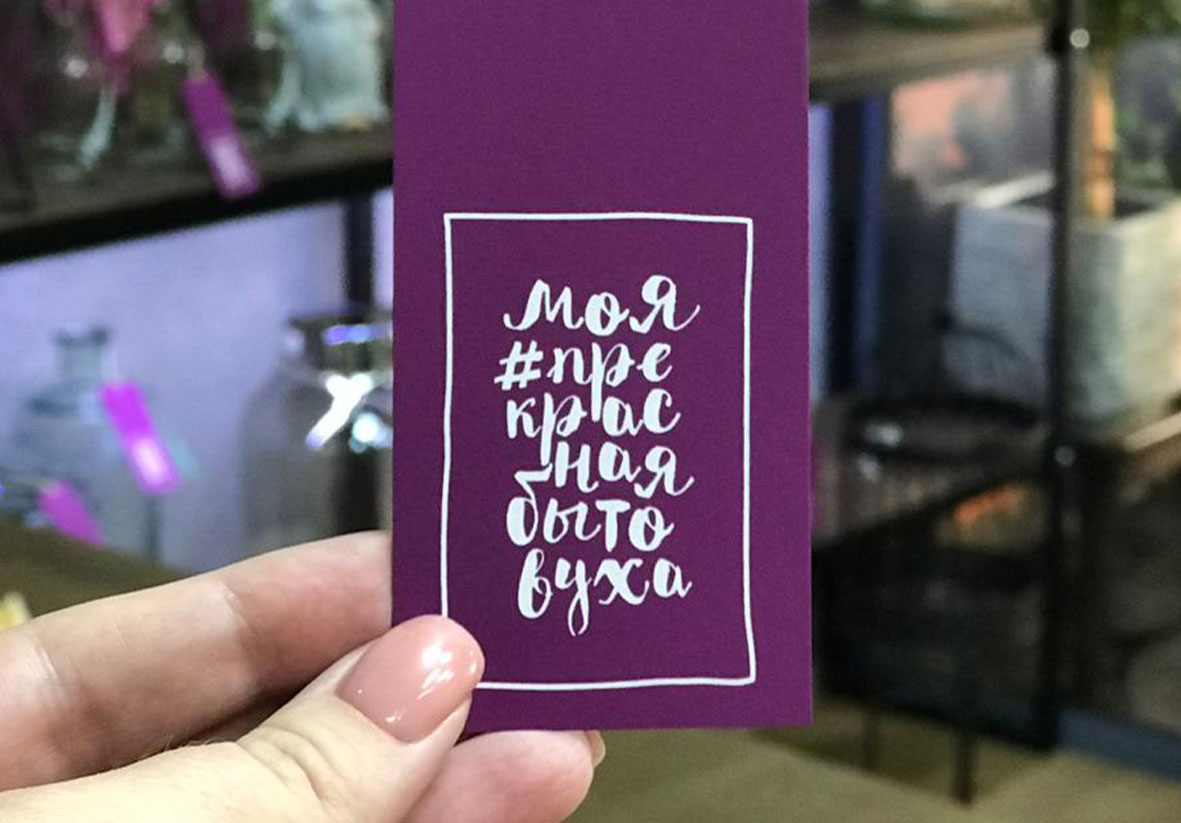 моя
#пре
крас
ная
быто
вуха